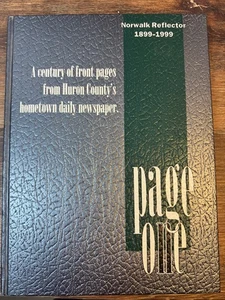 Norwalk Reflector
1899-1999
A century of front pages
from Huron County's
hometown daily newspaper.
page
one